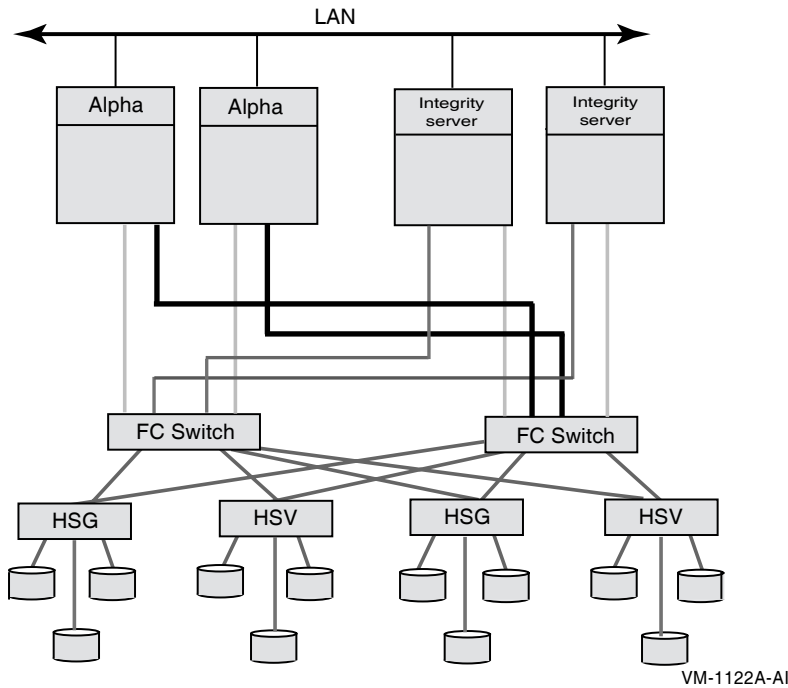 LAN
Alpha
Alpha
Integrity
server
Integrity
server
FC Switch
FC Switch
HSG
HSV
HSG
HSV
VM-1122A-AI